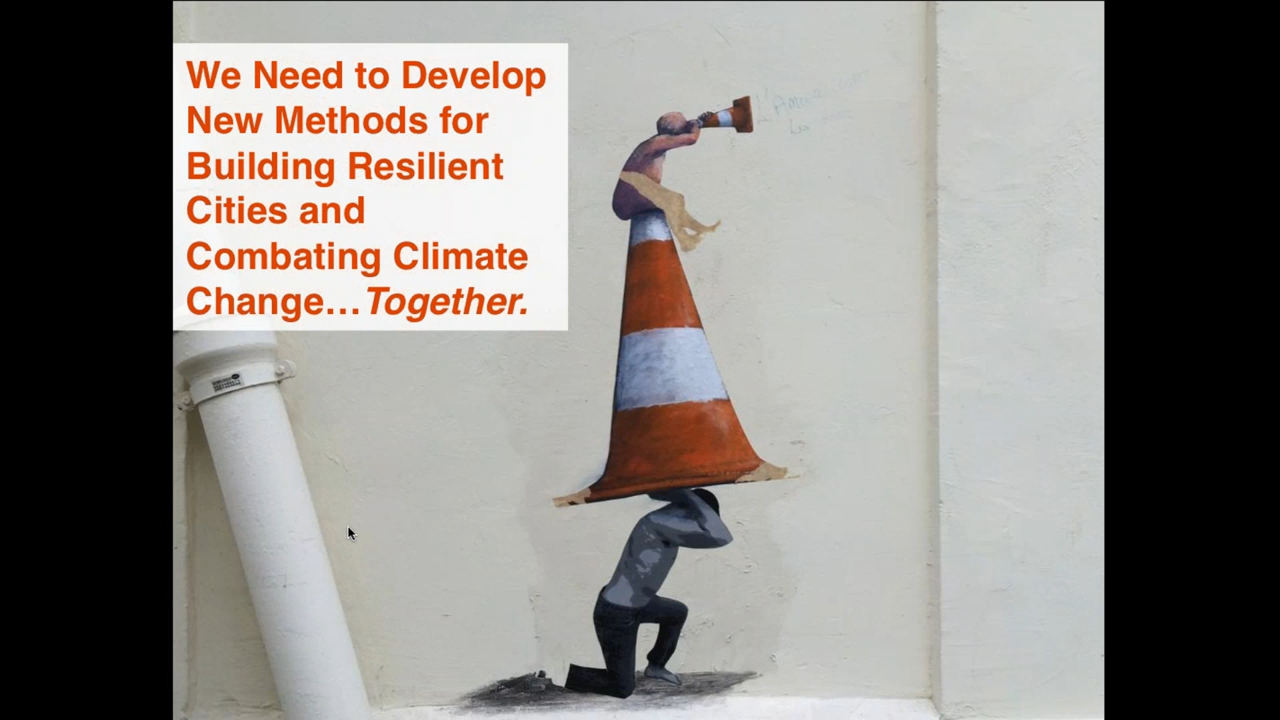 We Need to Develop
New Methods for
Building Resilient
Cities and
Combating Climate
Change...Together.